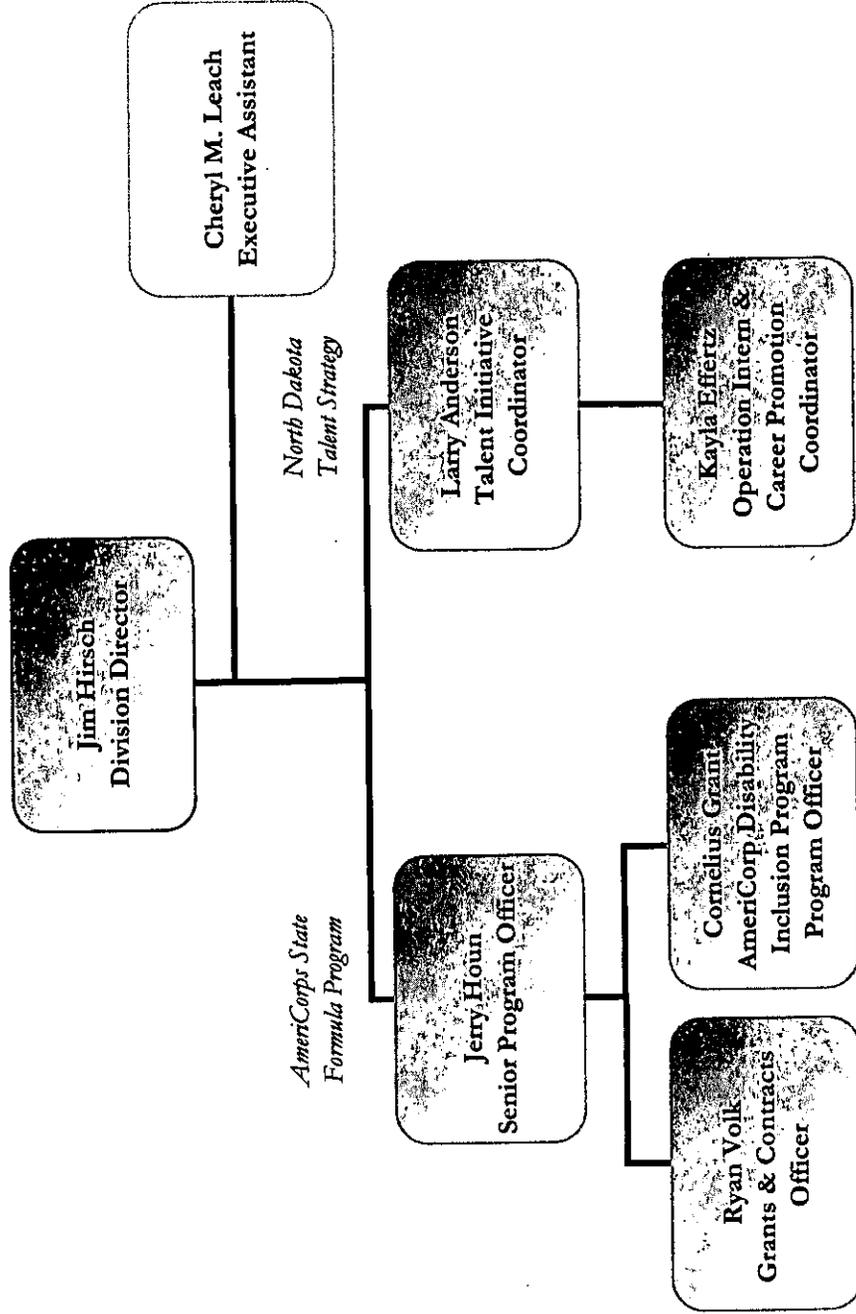 Jim Hirsch
Division Director
Cheryl M. Leach
Executive Assistant
AmeriCorps State
Formula Program
North Dakota
Talent Strategy
Jerry Houn
Senior Program Officer
Larry Anderson
Talent Initiative
Coordinator
Ryan Volk
Grants & Contracts
Officer
Cornelius Grant
AmeriCorp Disability
Inclusion Program
Program Officer
Kayla Effertz
Operation Intern &
Career Promotion
Coordinator